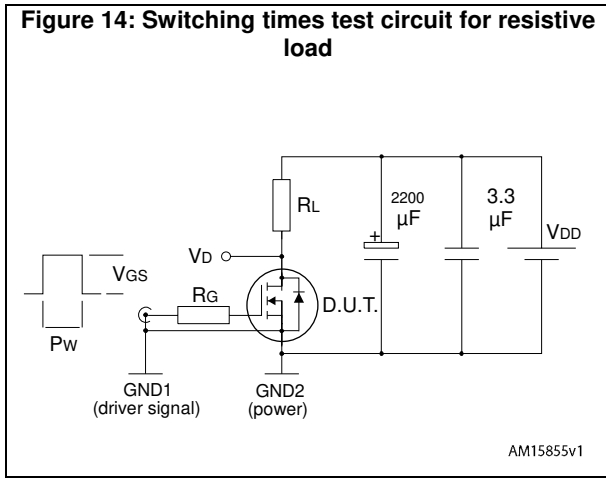 Figure 14: Switching times test circuit for resistive
load
RL
2200
µF
3.3
µF
VDD
VD
VGS
RG
D.U.T.
PW
+
GND1
(driver signal)
GND2
(power)
AM15855v1